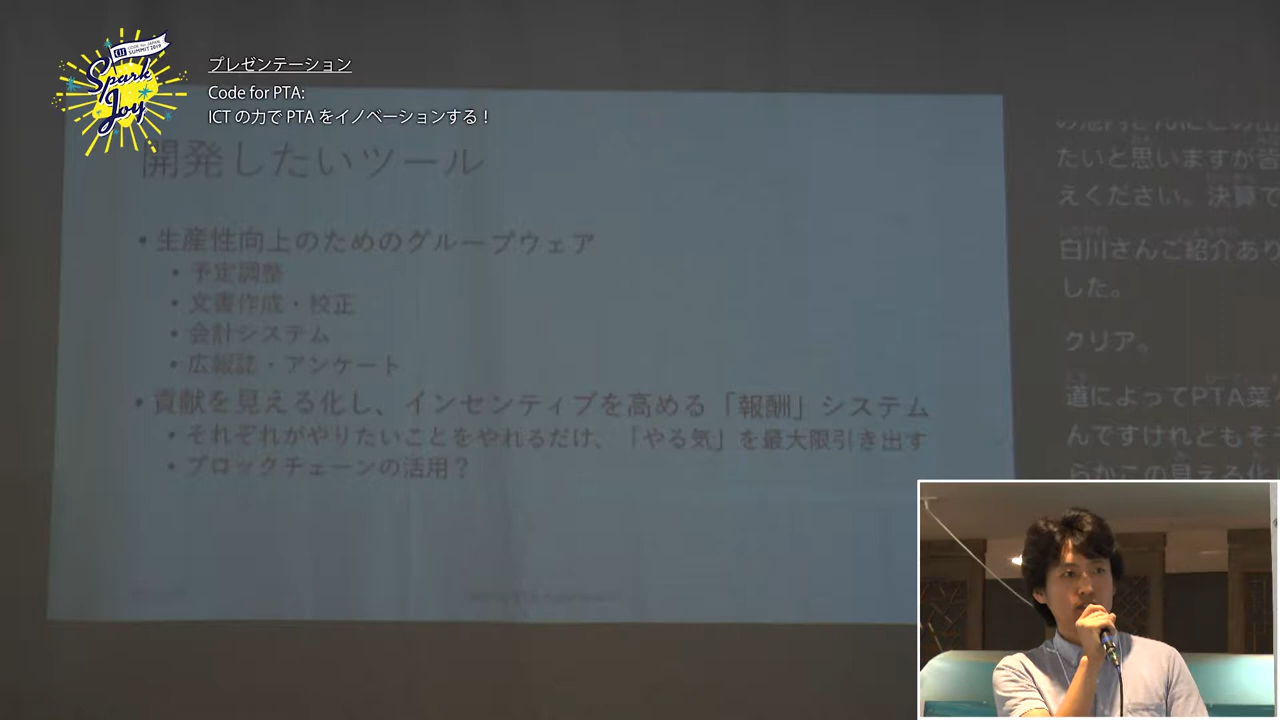 CODE for JAPAN
SUMMIT 2019
Spark
Joy
プレゼンテーション
Code for PTA:
ICT の力で PTA をイノベーションする！
開発したいツール
• 生産性向上のためのグループウェア
• 予定調整
• 文書作成・校正
• 会計システム
• 広報誌・アンケート
• 貢献を見える化し、インセンティブを高める「報酬」システム
• それぞれがやりたいことをやれるだけ、「やる気」を最大限引き出す
• ブロックチェーンの活用？
たいと思いますが皆
えください。決算で
白川さんご紹介あり
した。
クリア。
道によってPTA菜
んですけれどもそ
らかこの見える化